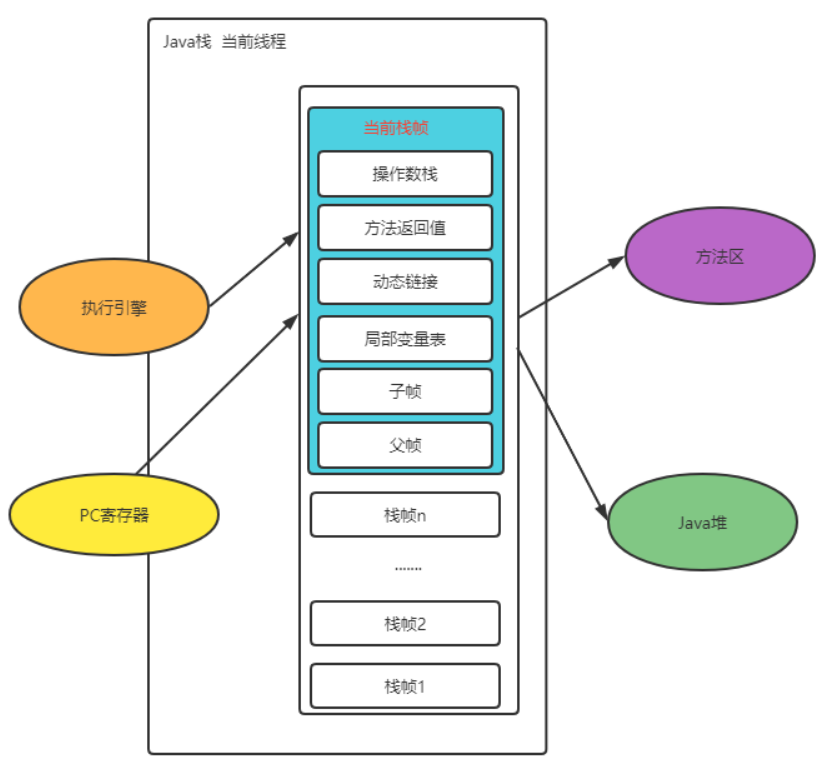 Java栈 当前线程
当前栈帧
操作数栈
方法返回值
动态链接
局部变量表
子帧
父帧
栈帧n
.......
栈帧2
栈帧1
执行引擎
PC寄存器
方法区
Java堆